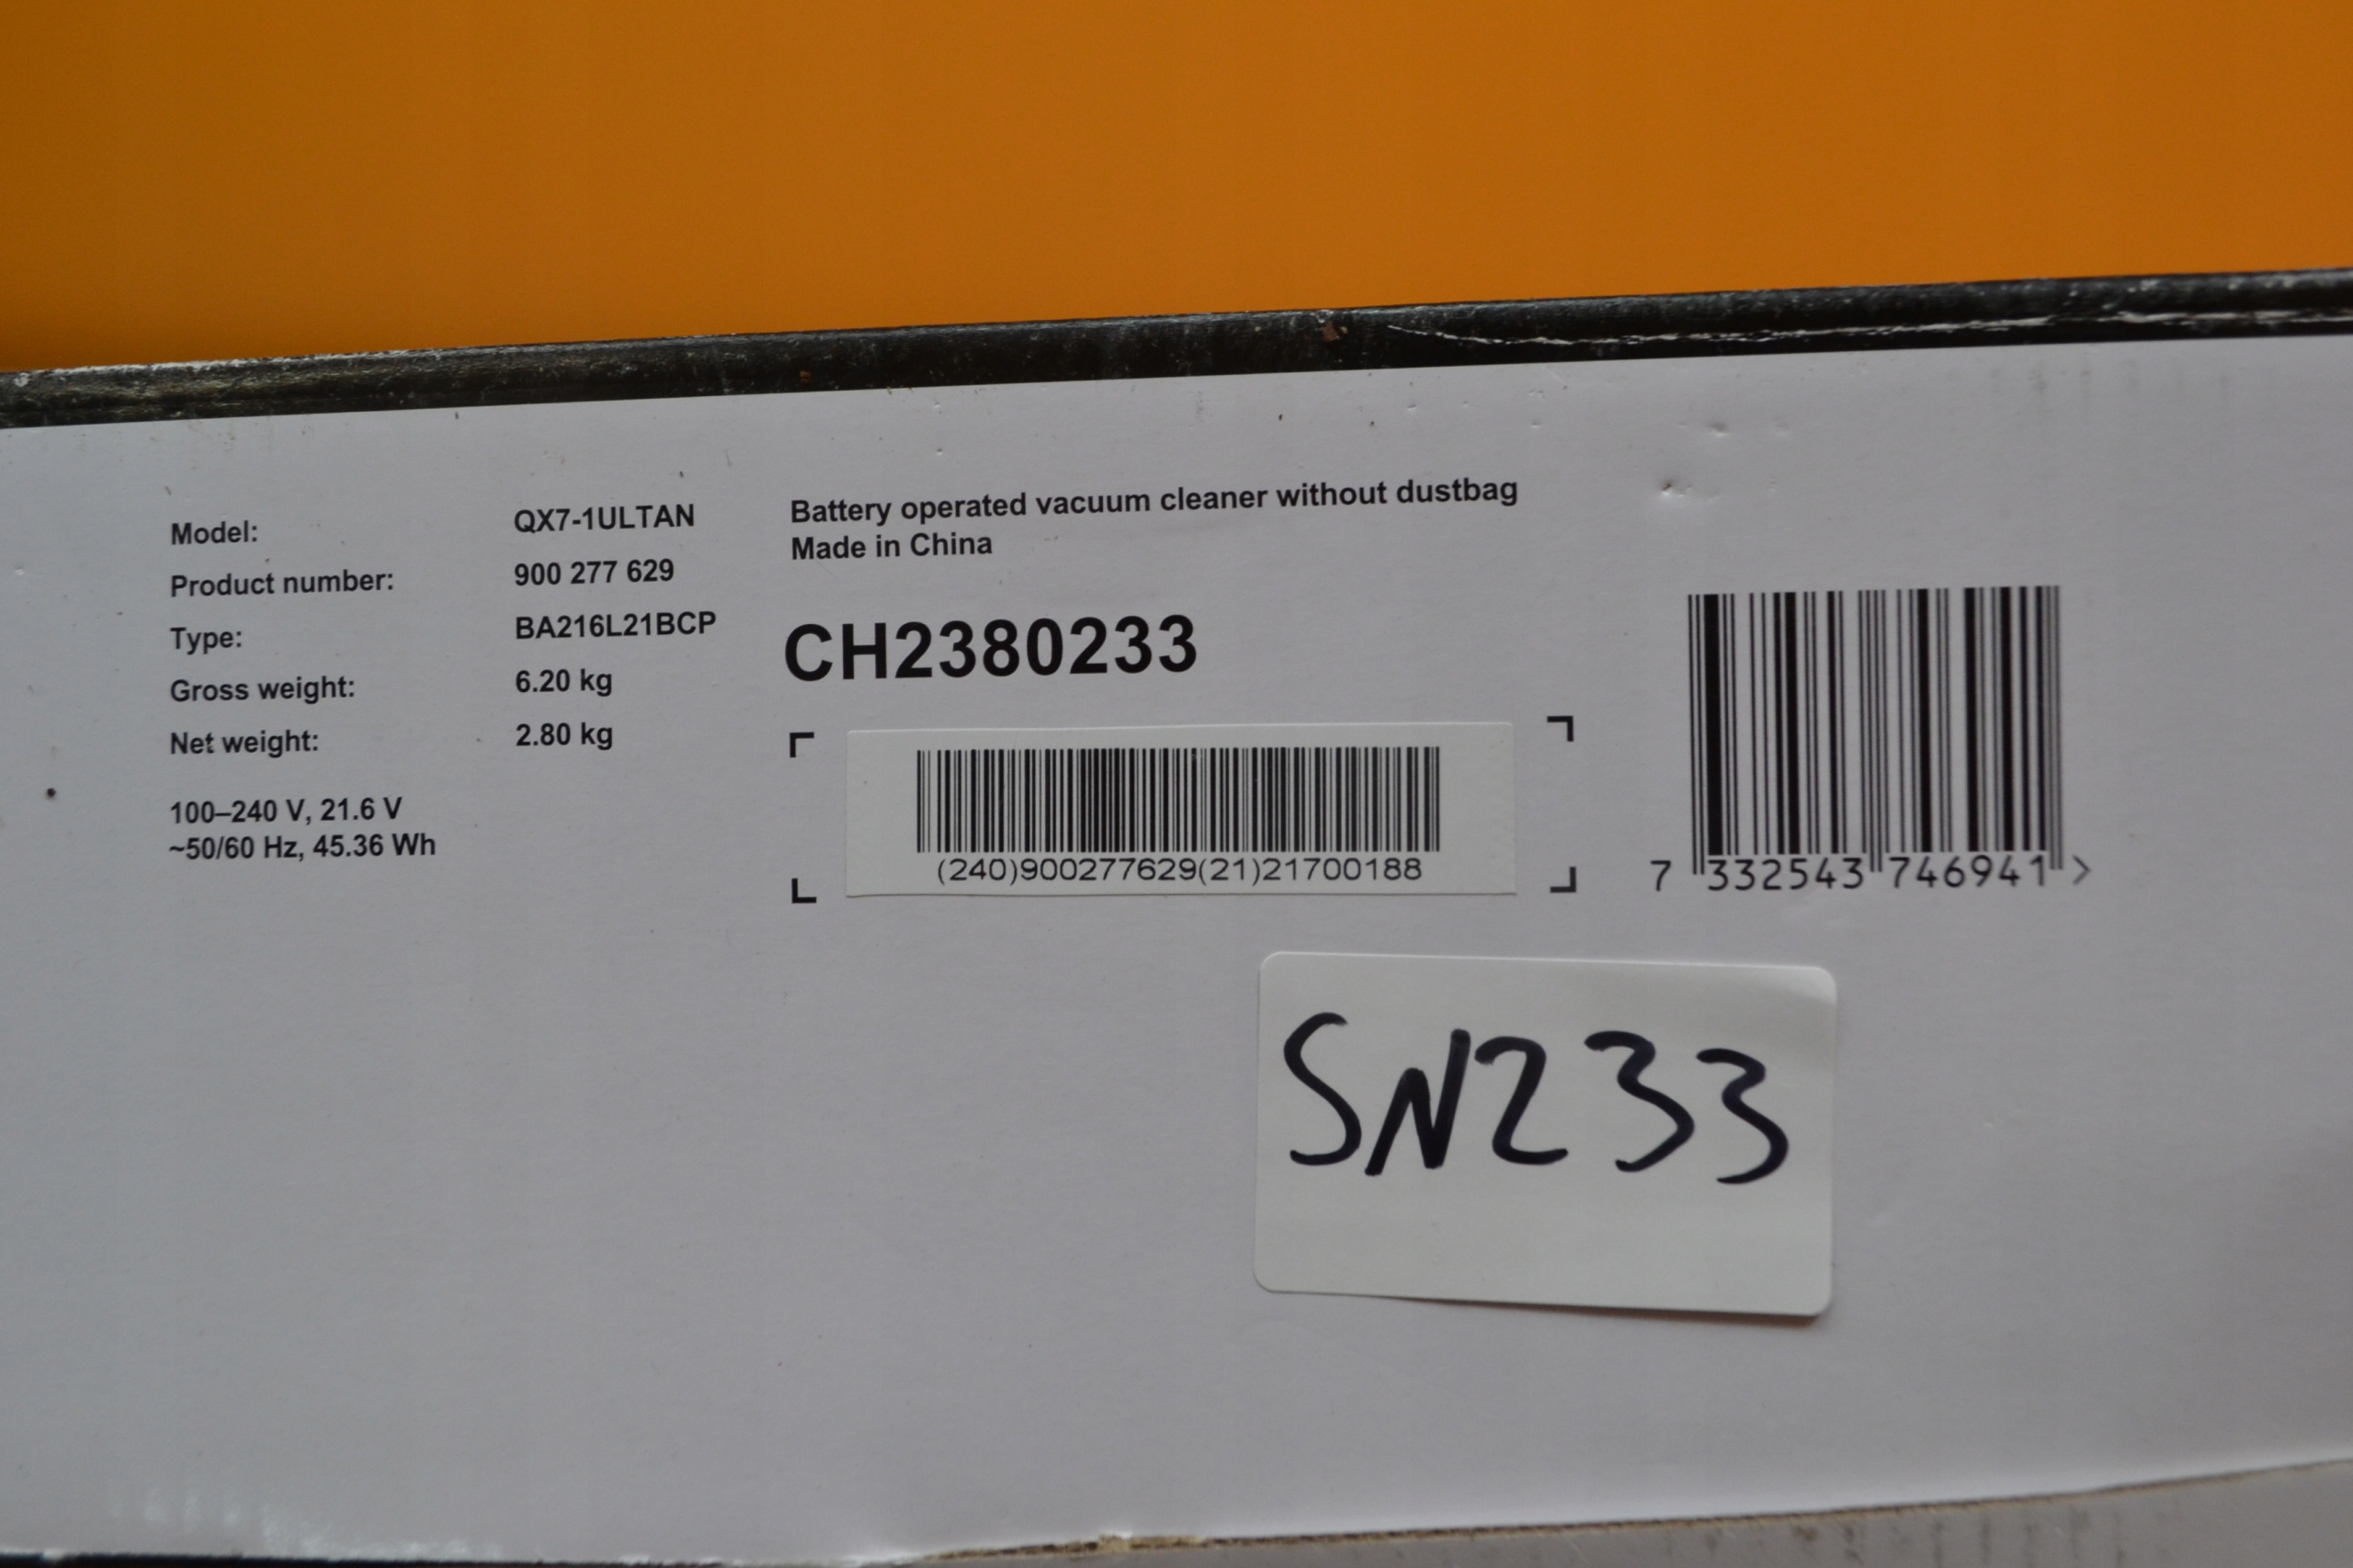 Model: QX7-1ULTAN
Product number: 900 277 629
Type: BA216L21BCP
Gross weight: 6.20 kg
Net weight: 2.80 kg
100–240 V, 21.6 V
~50/60 Hz, 45.36 Wh
Battery operated vacuum cleaner without dustbag
Made in China
CH2380233
(240)900277629(21)21700188
7 332543 746941 >
SN233